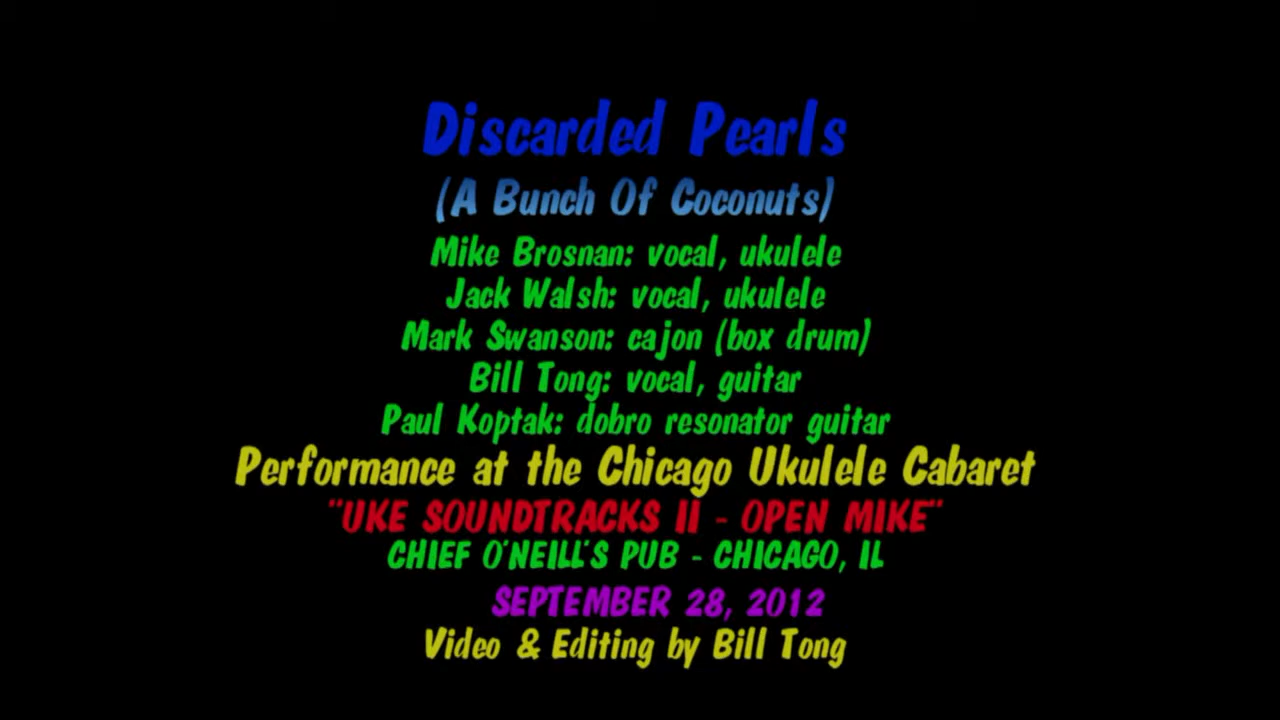 Discarded Pearls
(A Bunch Of Coconuts)
Mike Brosnan: vocal, ukulele
Jack Walsh: vocal, ukulele
Mark Swanson: cajon (box drum)
Bill Tong: vocal, guitar
Paul Koptak: dobro resonator guitar
Performance at the Chicago Ukulele Cabaret
"UKE SOUNDTRACKS II - OPEN MIKE"
CHIEF O'NEILL'S PUB - CHICAGO, IL
SEPTEMBER 28, 2012
Video & Editing by Bill Tong